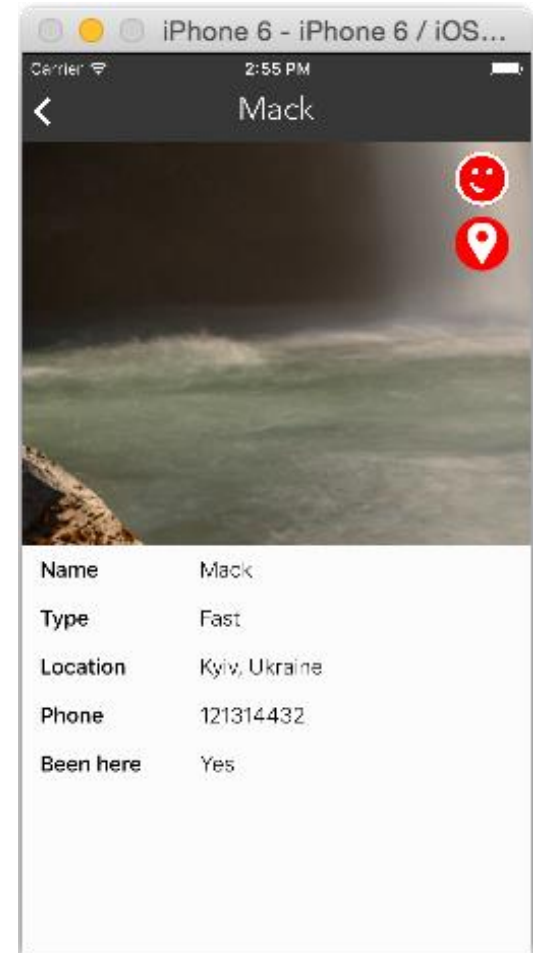 iPhone 6 - iPhone 6 / iOS...
Carrier 2:55 PM
Mack
Name Mack
Type Fast
Location Kyiv, Ukraine
Phone 121314432
Been here Yes